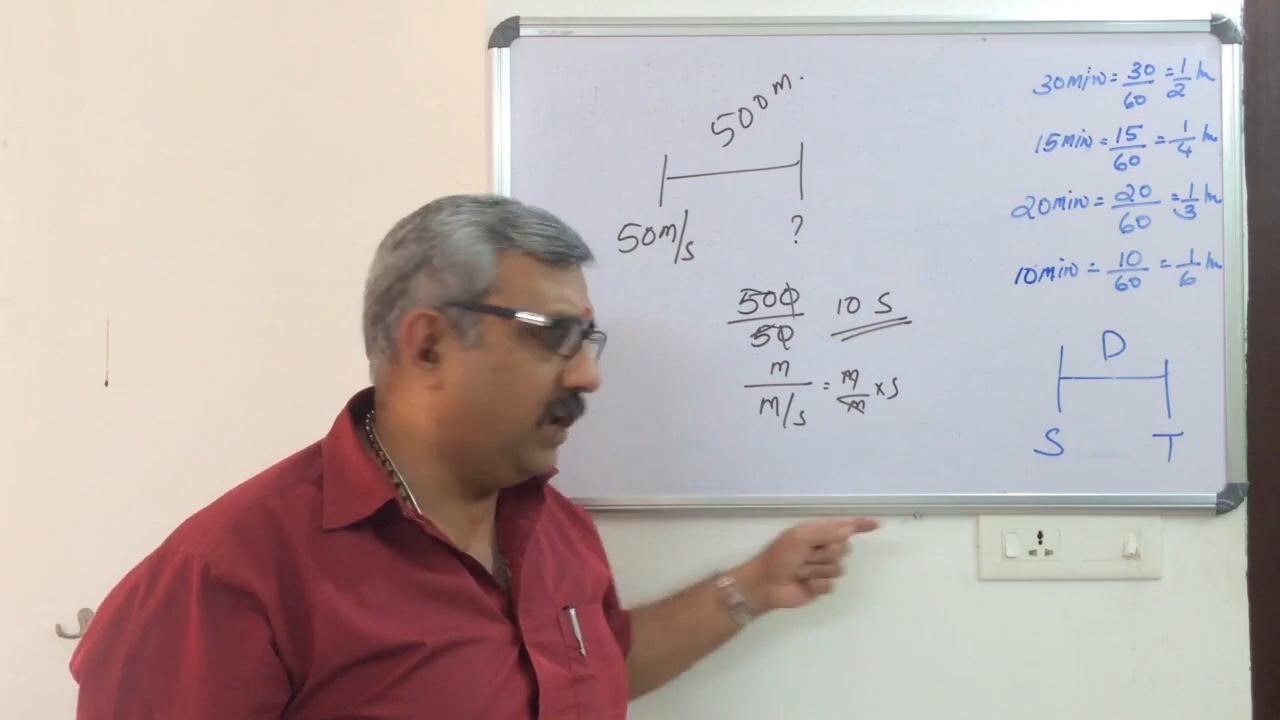 500m.
50m/s ?
500/50 10 S
m/m/s = m/m x s
30min = 30/60 = 1/2 hr
15min = 15/60 = 1/4 hr
20min = 20/60 = 1/3 hr
10min = 10/60 = 1/6 hr
D
S T